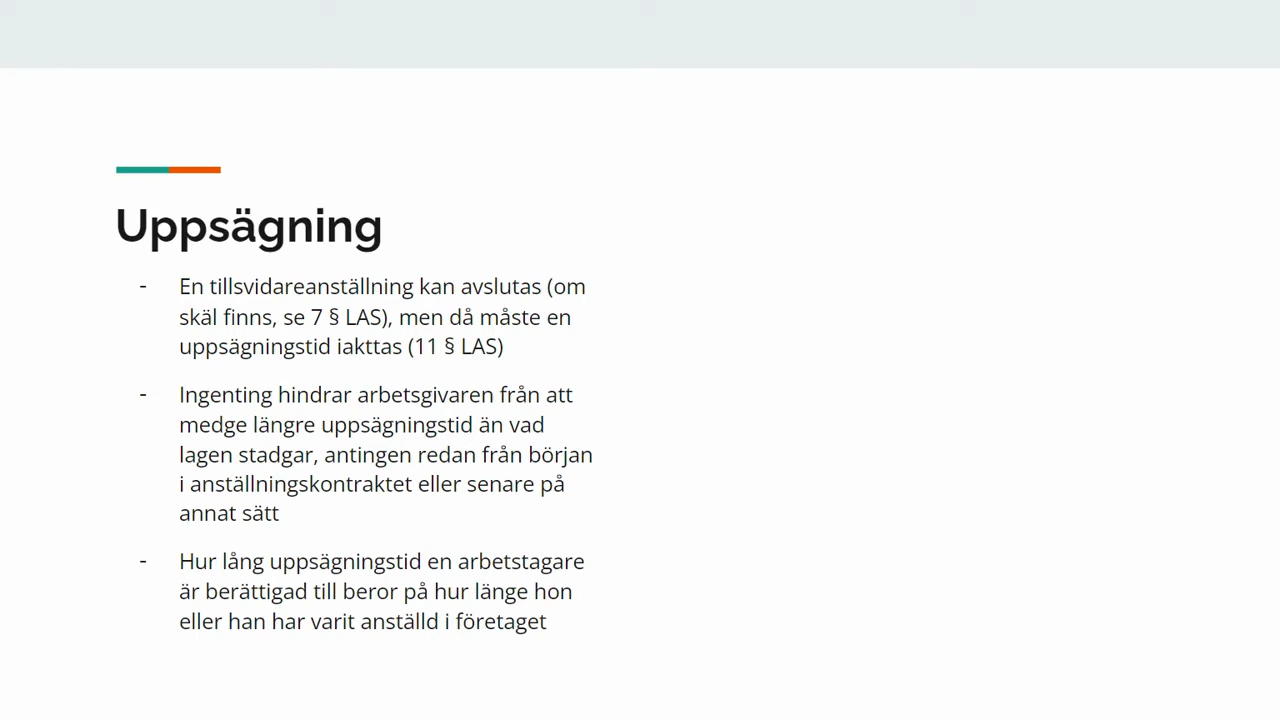 Uppsägning
- En tillsvidareanställning kan avslutas (om
skäl finns, se 7 § LAS), men då måste en
uppsägningstid iakttas (11 § LAS)
- Ingenting hindrar arbetsgivaren från att
medge längre uppsägningstid än vad
lagen stadgar, antingen redan från början
i anställningskontraktet eller senare på
annat sätt
- Hur lång uppsägningstid en arbetstagare
är berättigad till beror på hur länge hon
eller han har varit anställd i företaget